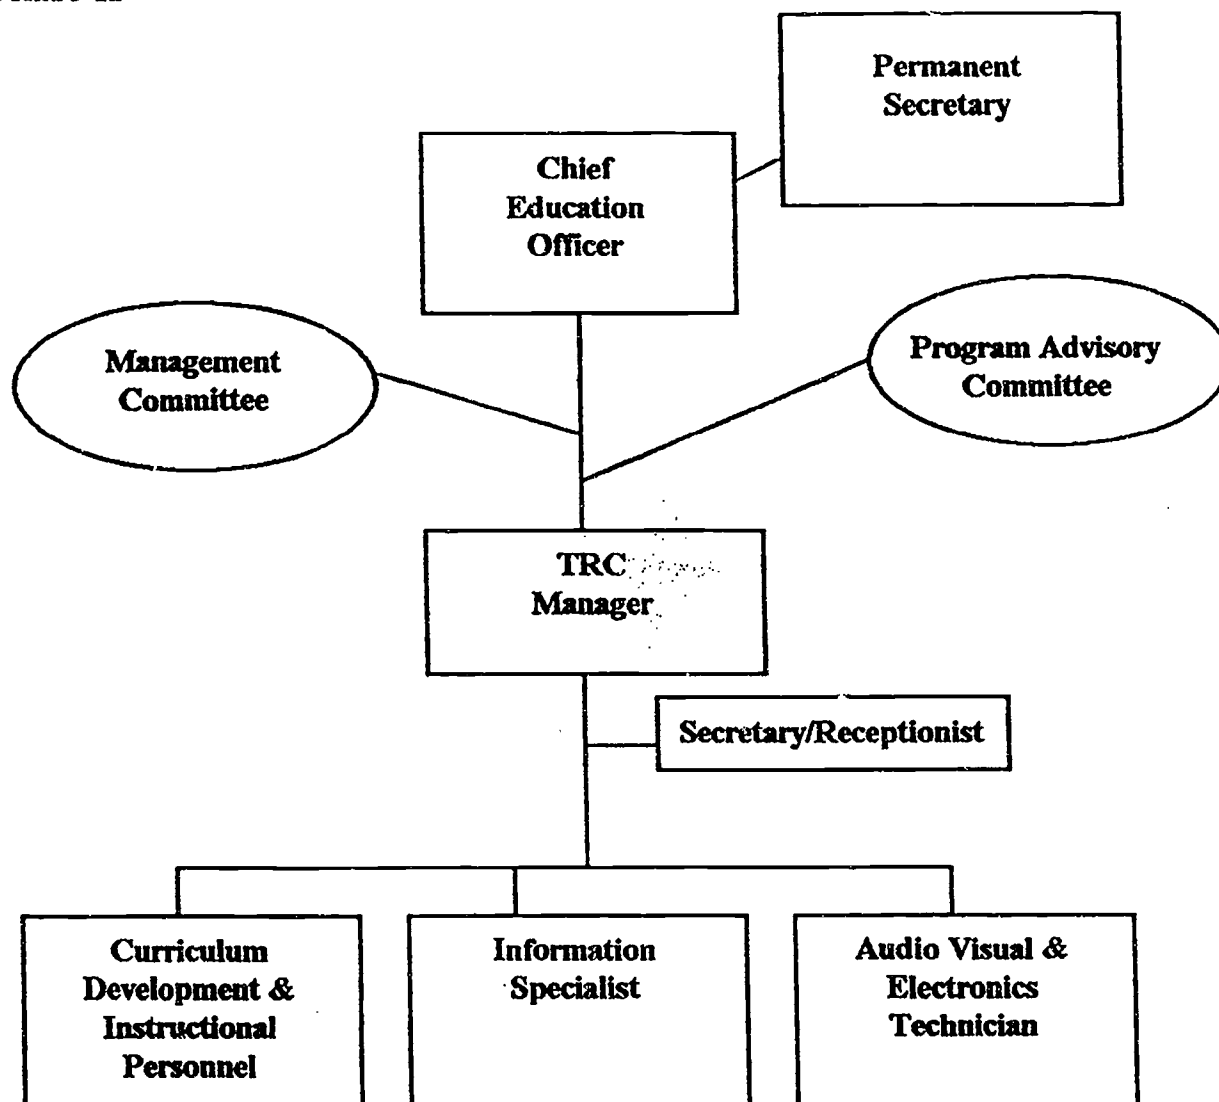 Permanent
Secretary
Chief
Education
Officer
Management
Committee
Program Advisory
Committee
TRC
Manager
Secretary/Receptionist
Curriculum
Development &
Instructional
Personnel
Information
Specialist
Audio Visual &
Electronics
Technician